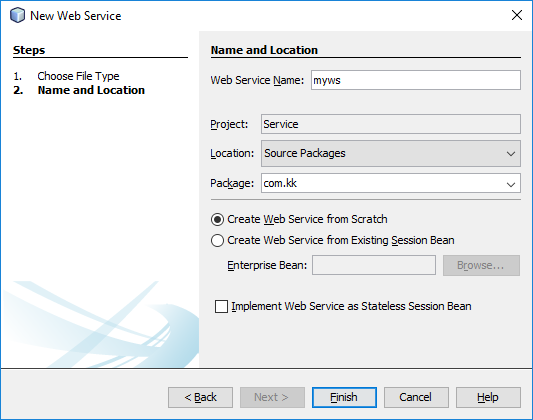 New Web Service
Steps
1. Choose File Type
2. Name and Location
Name and Location
Web Service Name: myws
Project: Service
Location: Source Packages
Package: com.kk
Create Web Service from Scratch
Create Web Service from Existing Session Bean
Enterprise Bean: Browse...
Implement Web Service as Stateless Session Bean
< Back Next > Finish Cancel Help